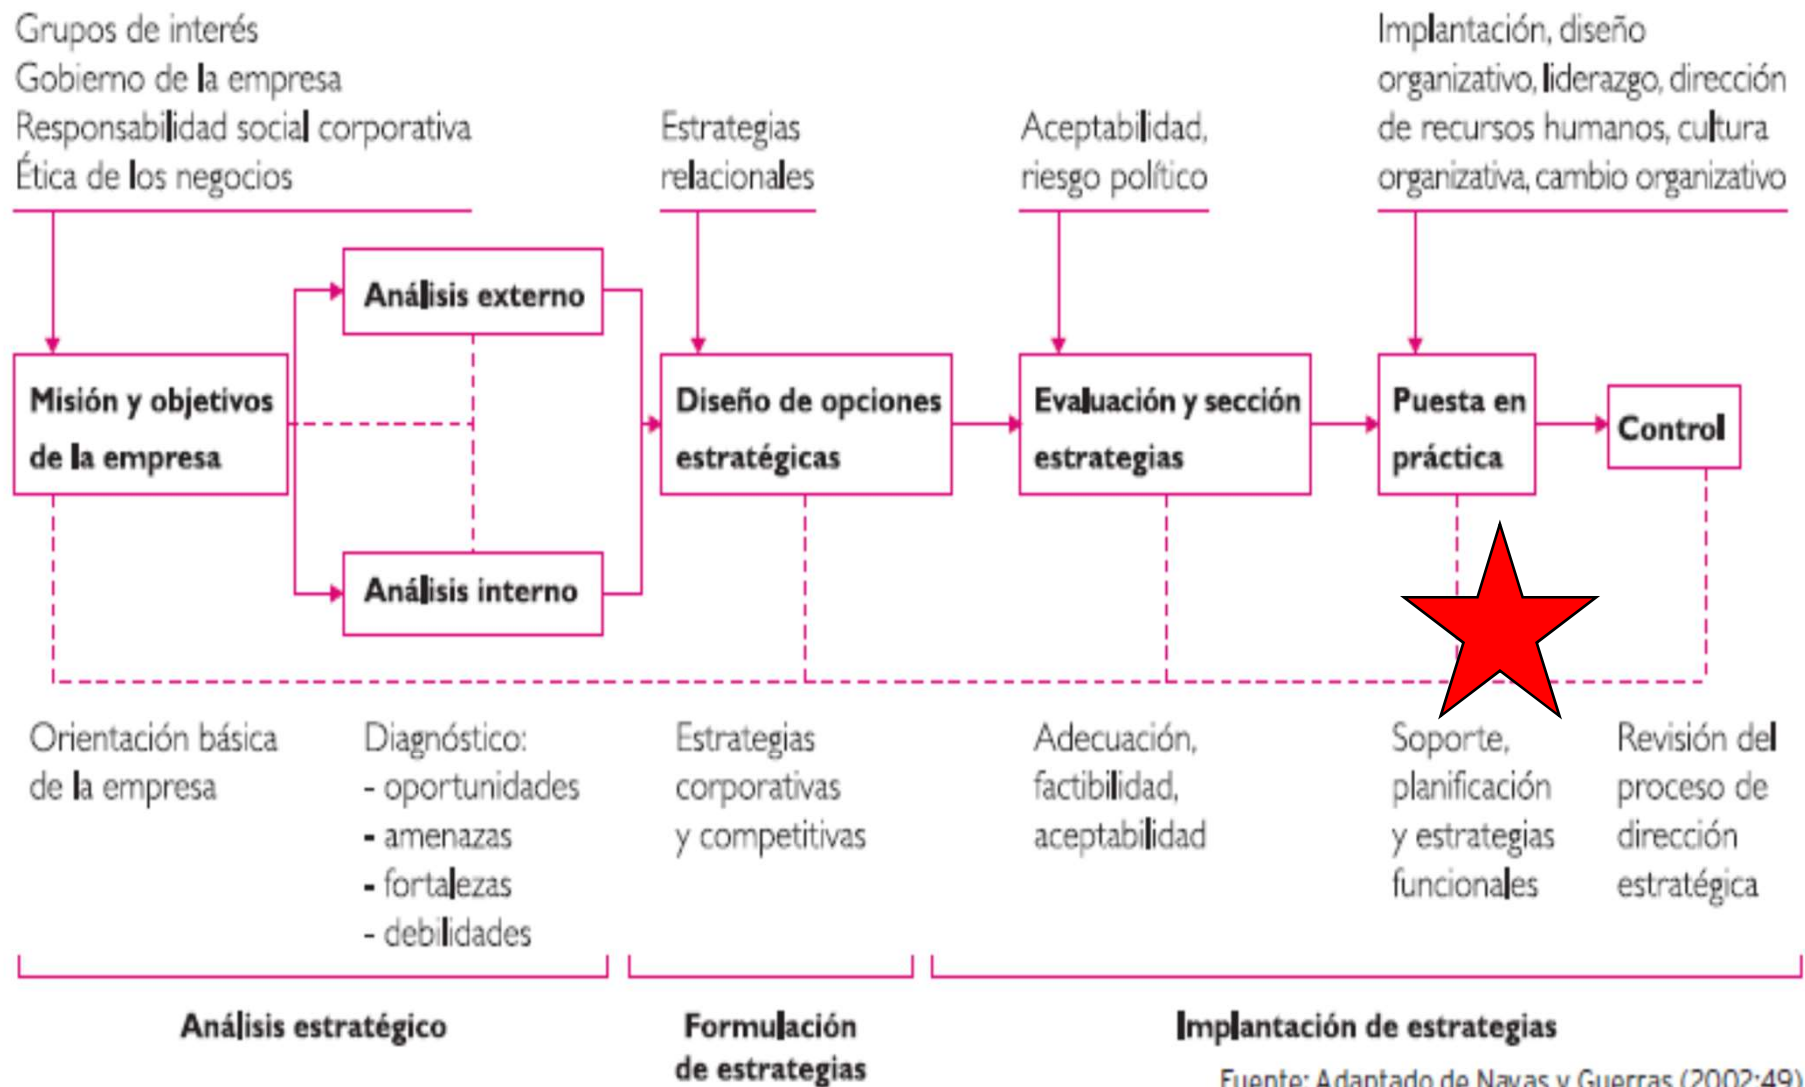 Grupos de interés
Gobierno de la empresa
Responsabilidad social corporativa
Ética de los negocios
Estrategias
relacionales
Aceptabilidad,
riesgo político
Implantación, diseño
organizativo, liderazgo, dirección
de recursos humanos, cultura
organizativa, cambio organizativo
Análisis externo
Misión y objetivos
de la empresa
Análisis interno
Diseño de opciones
estratégicas
Evaluación y sección
estrategias
Puesta en
práctica
Control
Orientación básica
de la empresa
Diagnóstico:
- oportunidades
- amenazas
- fortalezas
- debilidades
Estrategias
corporativas
y competitivas
Adecuación,
factibilidad,
aceptabilidad
Soporte,
planificación
y estrategias
funcionales
Revisión del
proceso de
dirección
estratégica
Análisis estratégico
Formulación
de estrategias
Implantación de estrategias
Fuente: Adaptado de Navas y Guerras (2002:49)